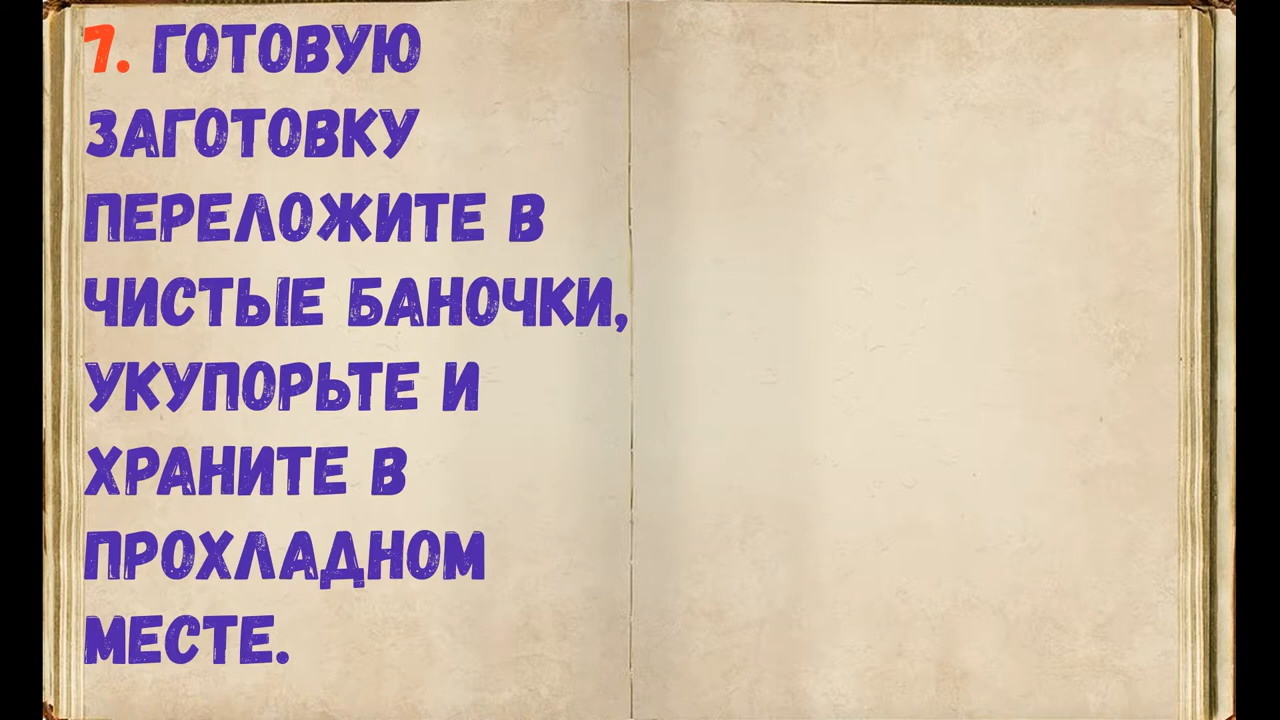 7. ГОТОВУЮ
ЗАГОТОВКУ
ПЕРЕЛОЖИТЕ В
ЧИСТЫЕ БАНОЧКИ,
УКУПОРЬТЕ И
ХРАНИТЕ В
ПРОХЛАДНОМ
МЕСТЕ.